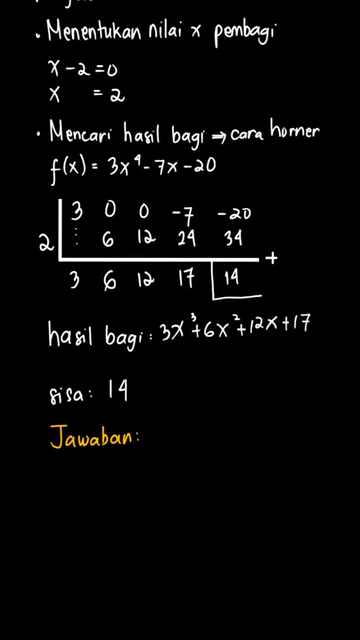 • Menentukan nilai x pembagi
x - 2 = 0
x = 2
• Mencari hasil bagi ⇒ cara horner
f(x) = 3x⁴ - 7x - 20
3 0 0 -7 -20
2 ⋮ 6 12 24 34 +
3 6 12 17 14
hasil bagi: 3x³ + 6x² + 12x + 17
sisa: 14
Jawaban: